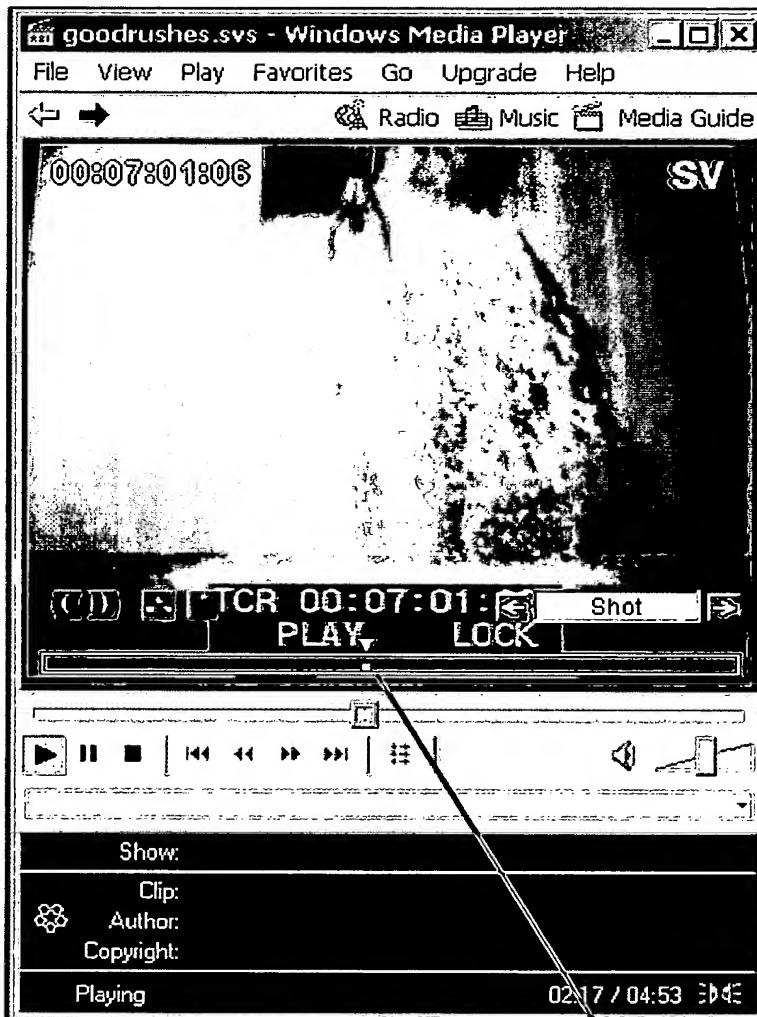 goodrushes.svs - Windows Media Player
File View Play Favorites Go Upgrade Help
Radio Music Media Guide
00:07:01:06 SV
TCR 00:07:01: Shot
PLAY LOCK
Show:
Clip:
Author:
Copyright:
Playing 02:17 / 04:53